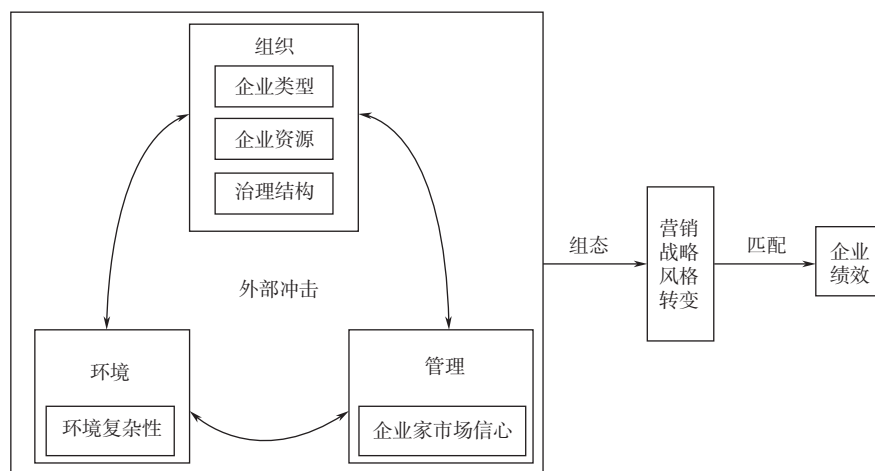 组织
企业类型
企业资源
治理结构
外部冲击
环境
环境复杂性
管理
企业家市场信心
组态
营销
战略
风格
转变
匹配
企业
绩效